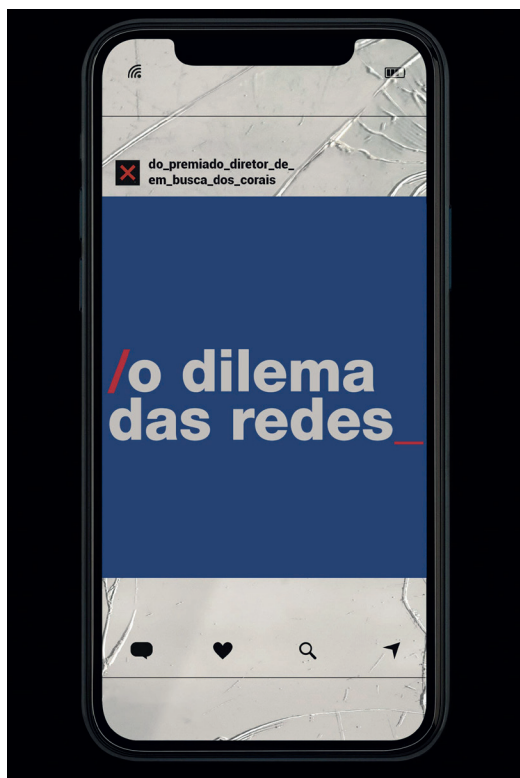 do_premiado_diretor_de_
em_busca_dos_corais
/o dilema
das redes_